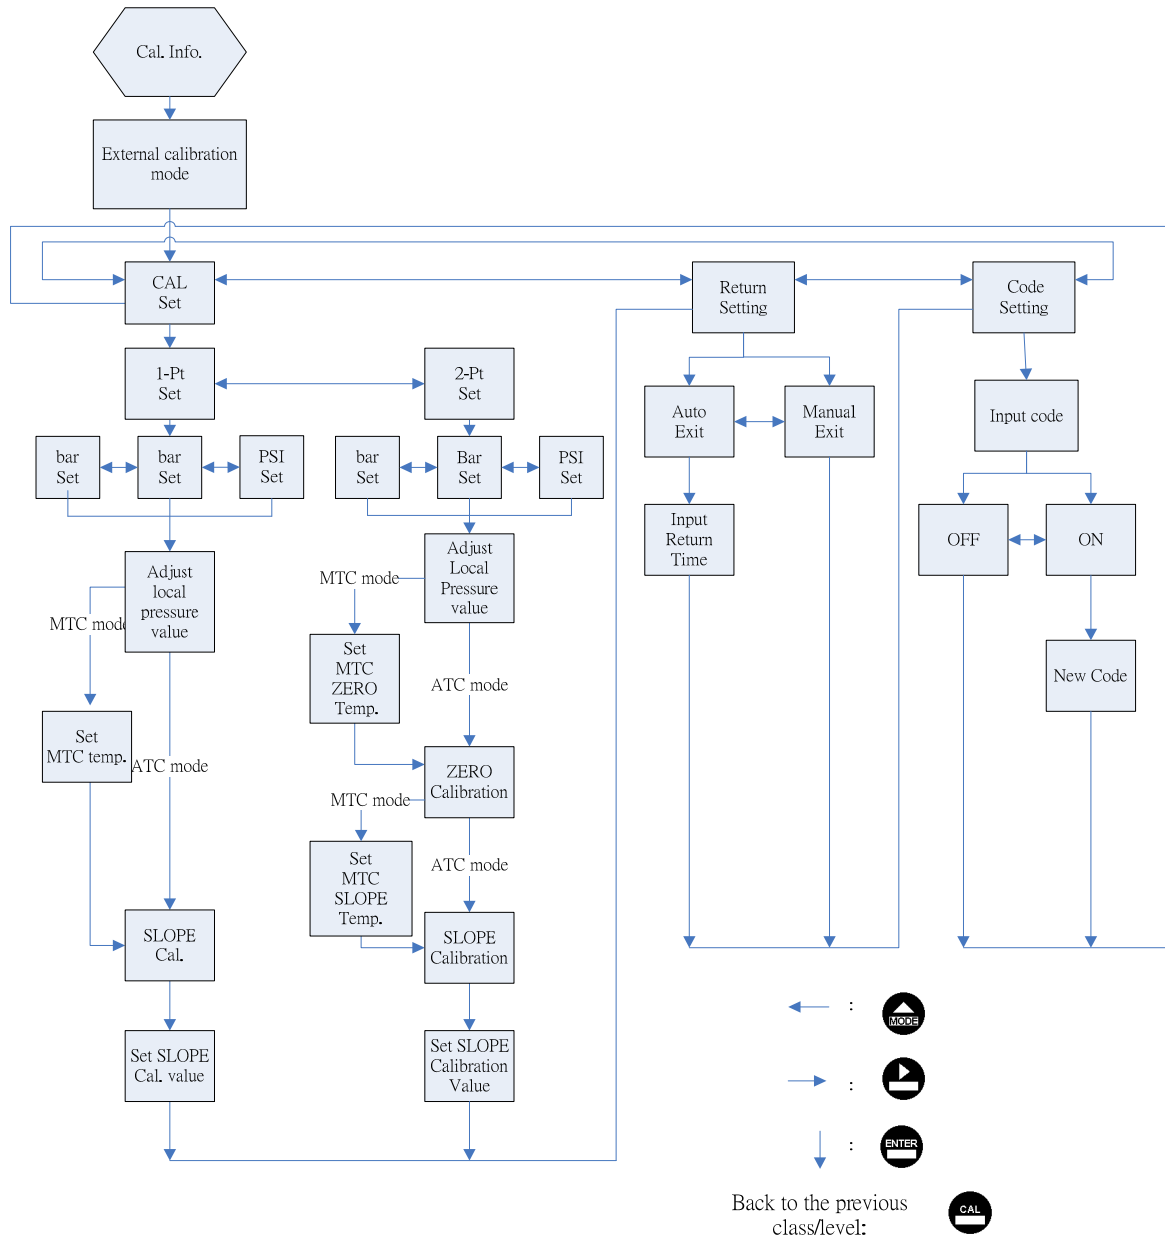 Cal. Info.
External calibration
mode
CAL
Set
Return
Setting
Code
Setting
1-Pt
Set
2-Pt
Set
Auto
Exit
Manual
Exit
Input code
bar
Set
bar
Set
PSI
Set
bar
Set
Bar
Set
PSI
Set
Input
Return
Time
OFF
ON
Adjust
local
pressure
value
MTC mode
Adjust
Local
Pressure
value
MTC mode
Set
MTC
ZERO
Temp.
ATC mode
New Code
Set
MTC temp.
ATC mode
ZERO
Calibration
MTC mode
Set
MTC
SLOPE
Temp.
ATC mode
SLOPE
Cal.
SLOPE
Calibration
Set SLOPE
Cal. value
Set SLOPE
Calibration
Value
:
MODE
:
:
ENTER
Back to the previous
class/level:
CAL